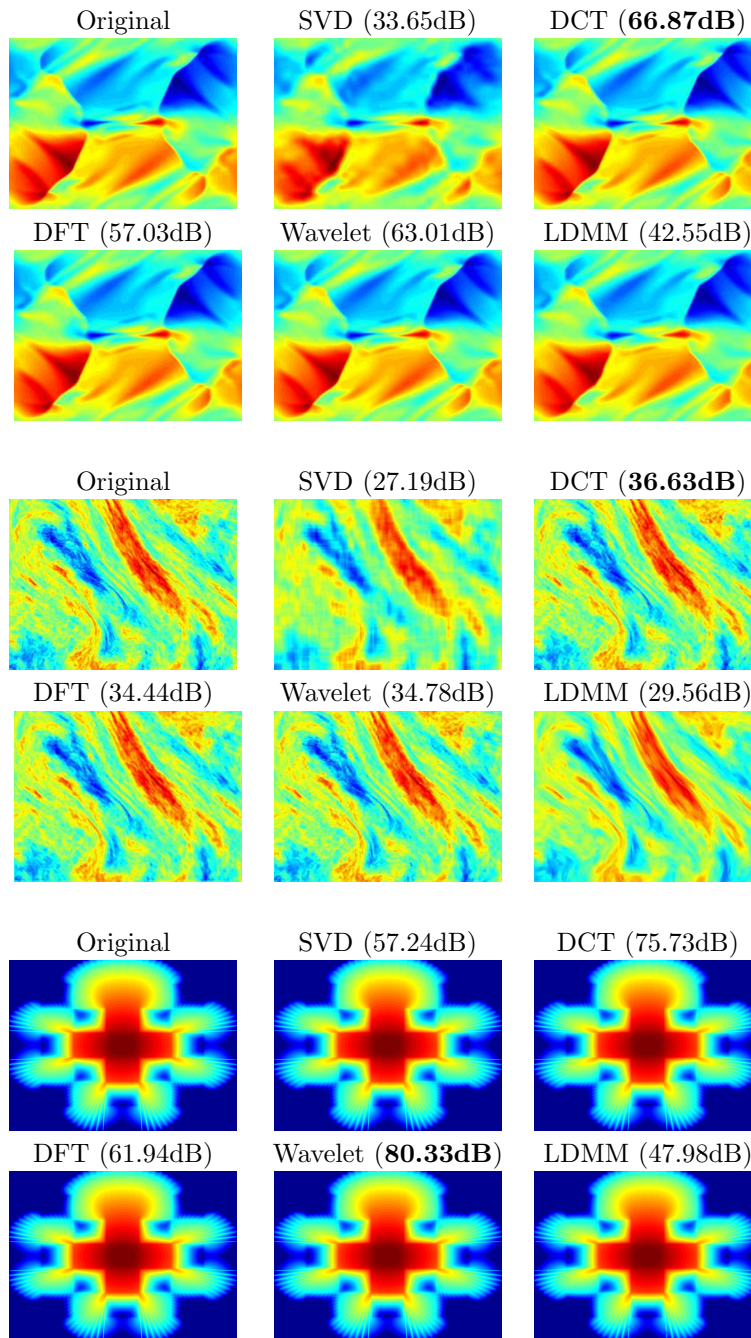 Original SVD (33.65dB) DCT (66.87dB)
DFT (57.03dB) Wavelet (63.01dB) LDMM (42.55dB)
Original SVD (27.19dB) DCT (36.63dB)
DFT (34.44dB) Wavelet (34.78dB) LDMM (29.56dB)
Original SVD (57.24dB) DCT (75.73dB)
DFT (61.94dB) Wavelet (80.33dB) LDMM (47.98dB)